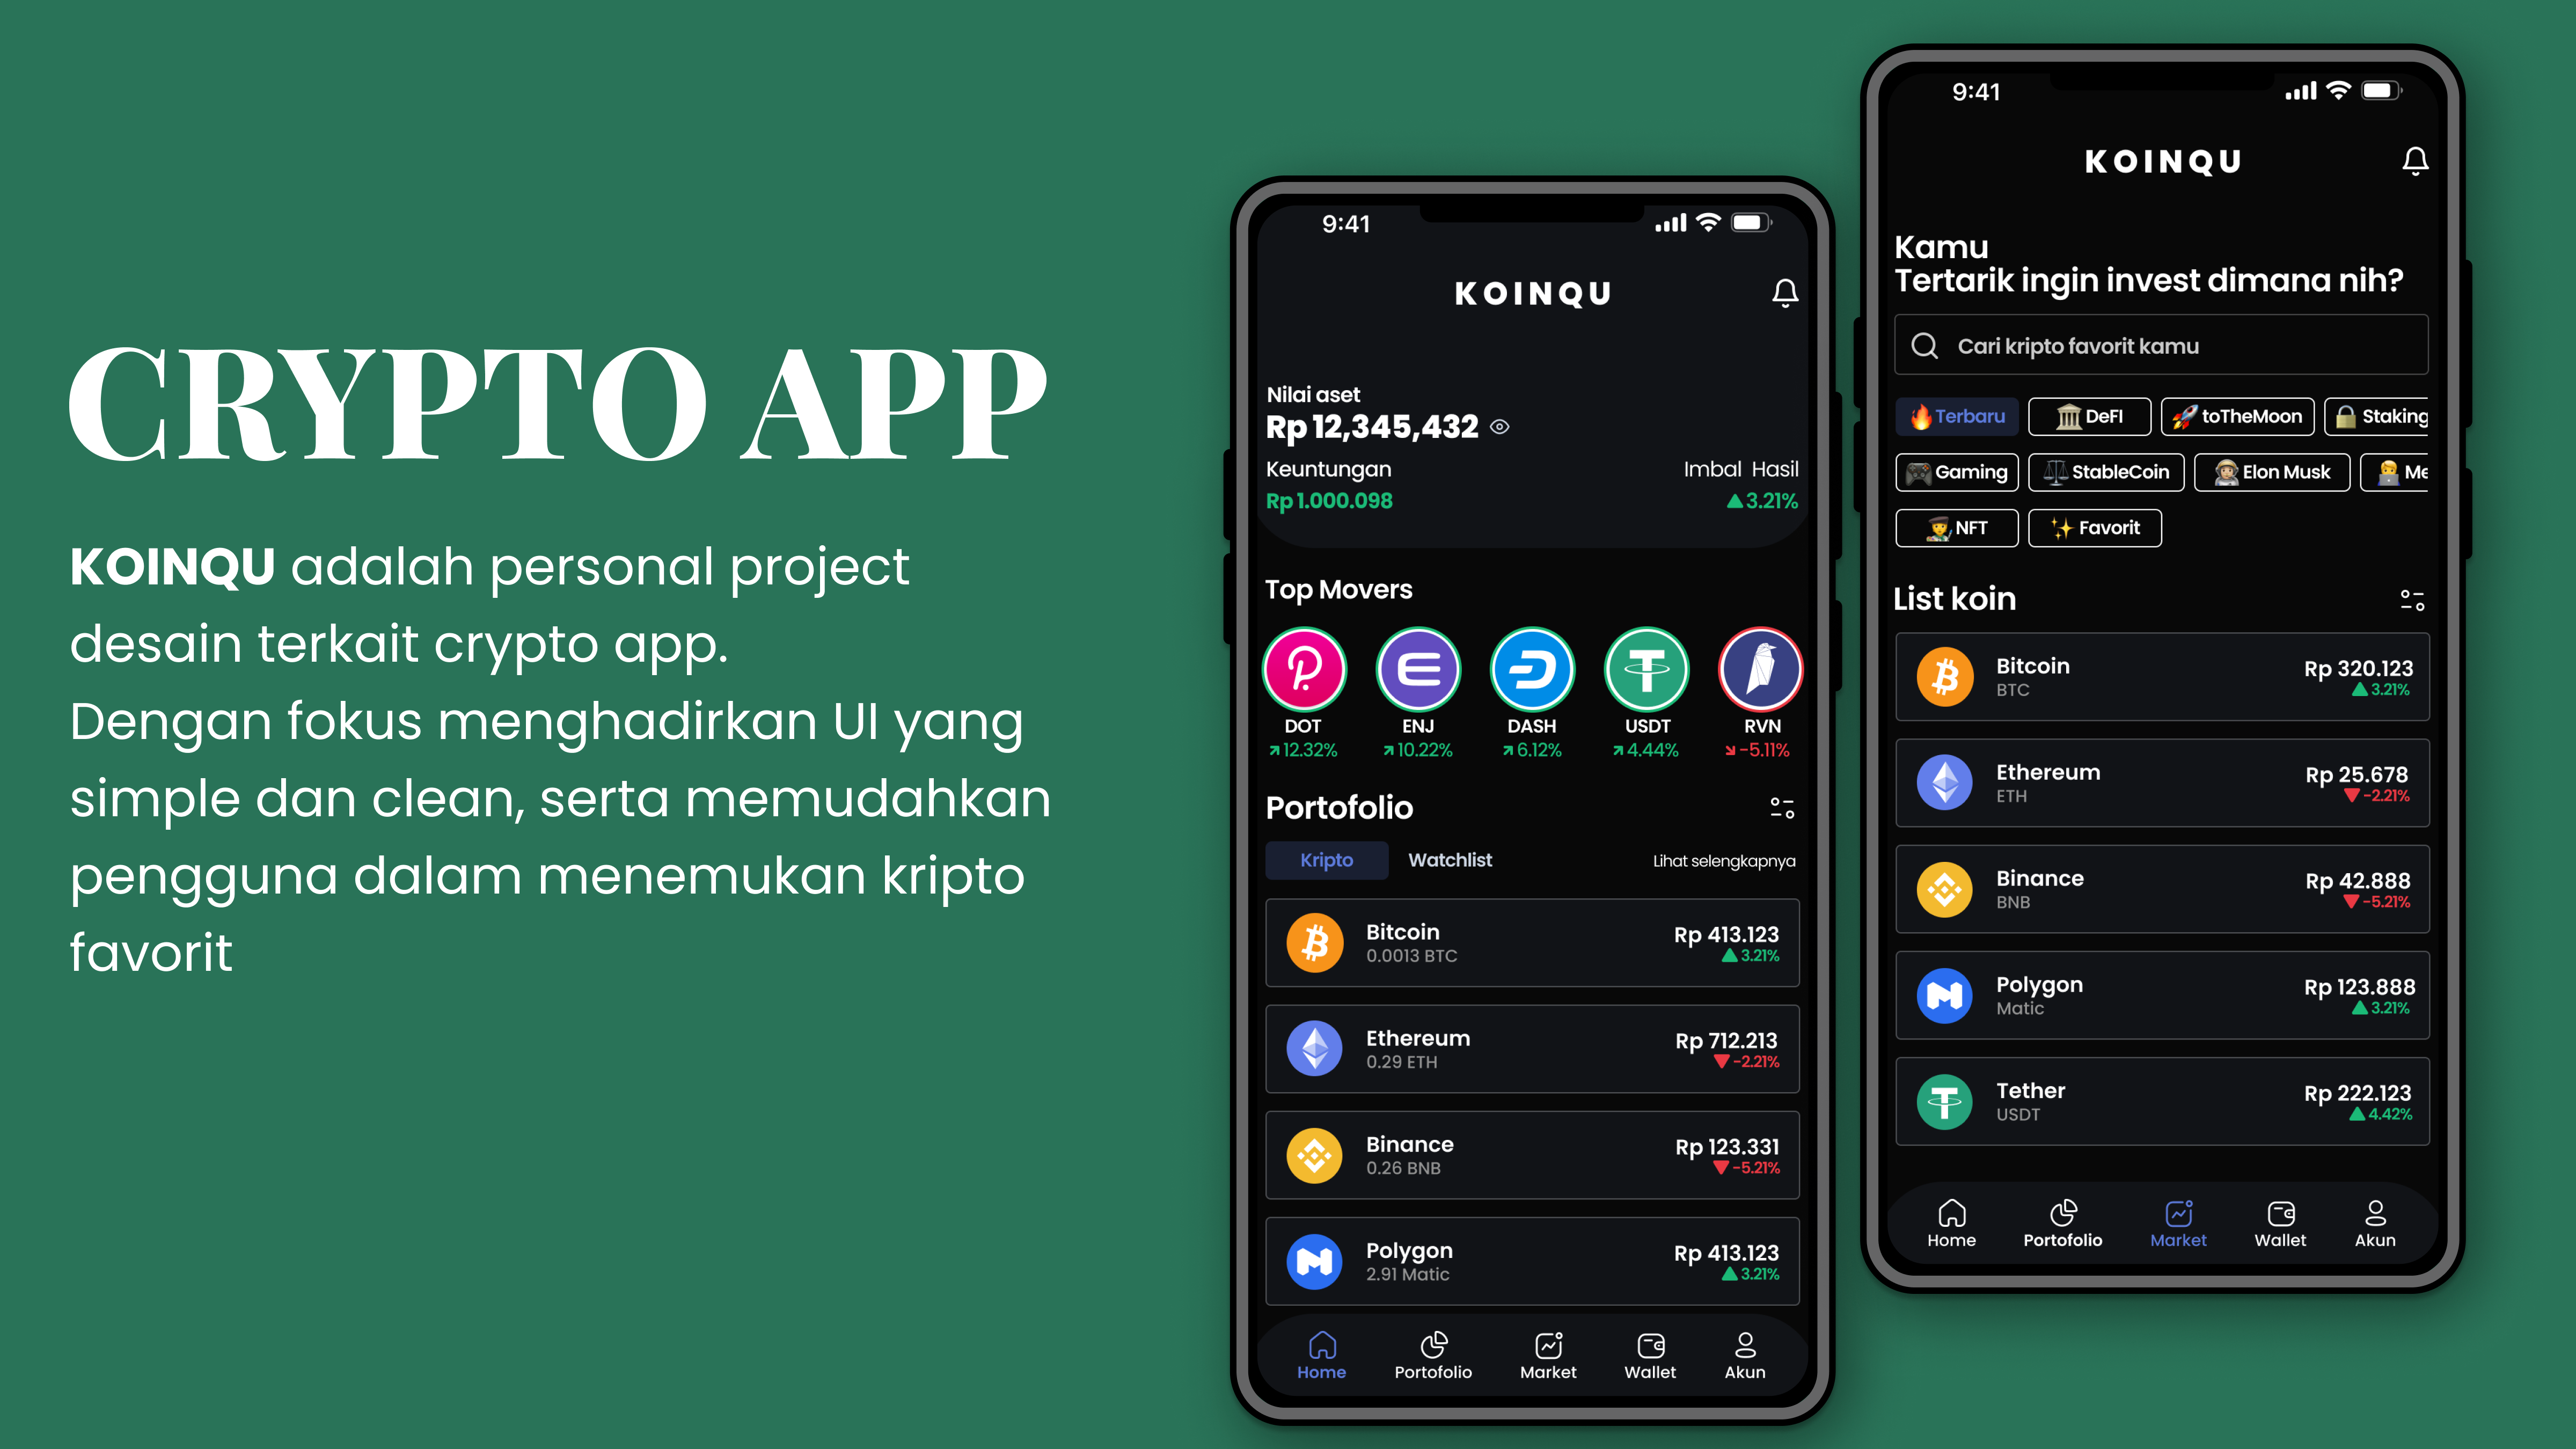 CRYPTO APP
KOINQU adalah personal project
desain terkait crypto app.
Dengan fokus menghadirkan UI yang
simple dan clean, serta memudahkan
pengguna dalam menemukan kripto
favorit
9:41
KOINQU
Nilai aset
Rp 12,345,432
Keuntungan Imbal Hasil
Rp 1.000.098 3.21%
Top Movers
DOT ENJ DASH USDT RVN
12.32% 10.22% 6.12% 4.44% -5.11%
Portofolio
Kripto Watchlist Lihat selengkapnya
Bitcoin Rp 413.123
0.0013 BTC 3.21%
Ethereum Rp 712.213
0.29 ETH -2.21%
Binance Rp 123.331
0.26 BNB -5.21%
Polygon Rp 413.123
2.91 Matic 3.21%
Home Portofolio Market Wallet Akun
9:41
KOINQU
Kamu
Tertarik ingin invest dimana nih?
Cari kripto favorit kamu
Terbaru DeFI toTheMoon Staking
Gaming StableCoin Elon Musk Me
NFT Favorit
List koin
Bitcoin Rp 320.123
BTC 3.21%
Ethereum Rp 25.678
ETH -2.21%
Binance Rp 42.888
BNB -5.21%
Polygon Rp 123.888
Matic 3.21%
Tether Rp 222.123
USDT 4.42%
Home Portofolio Market Wallet Akun